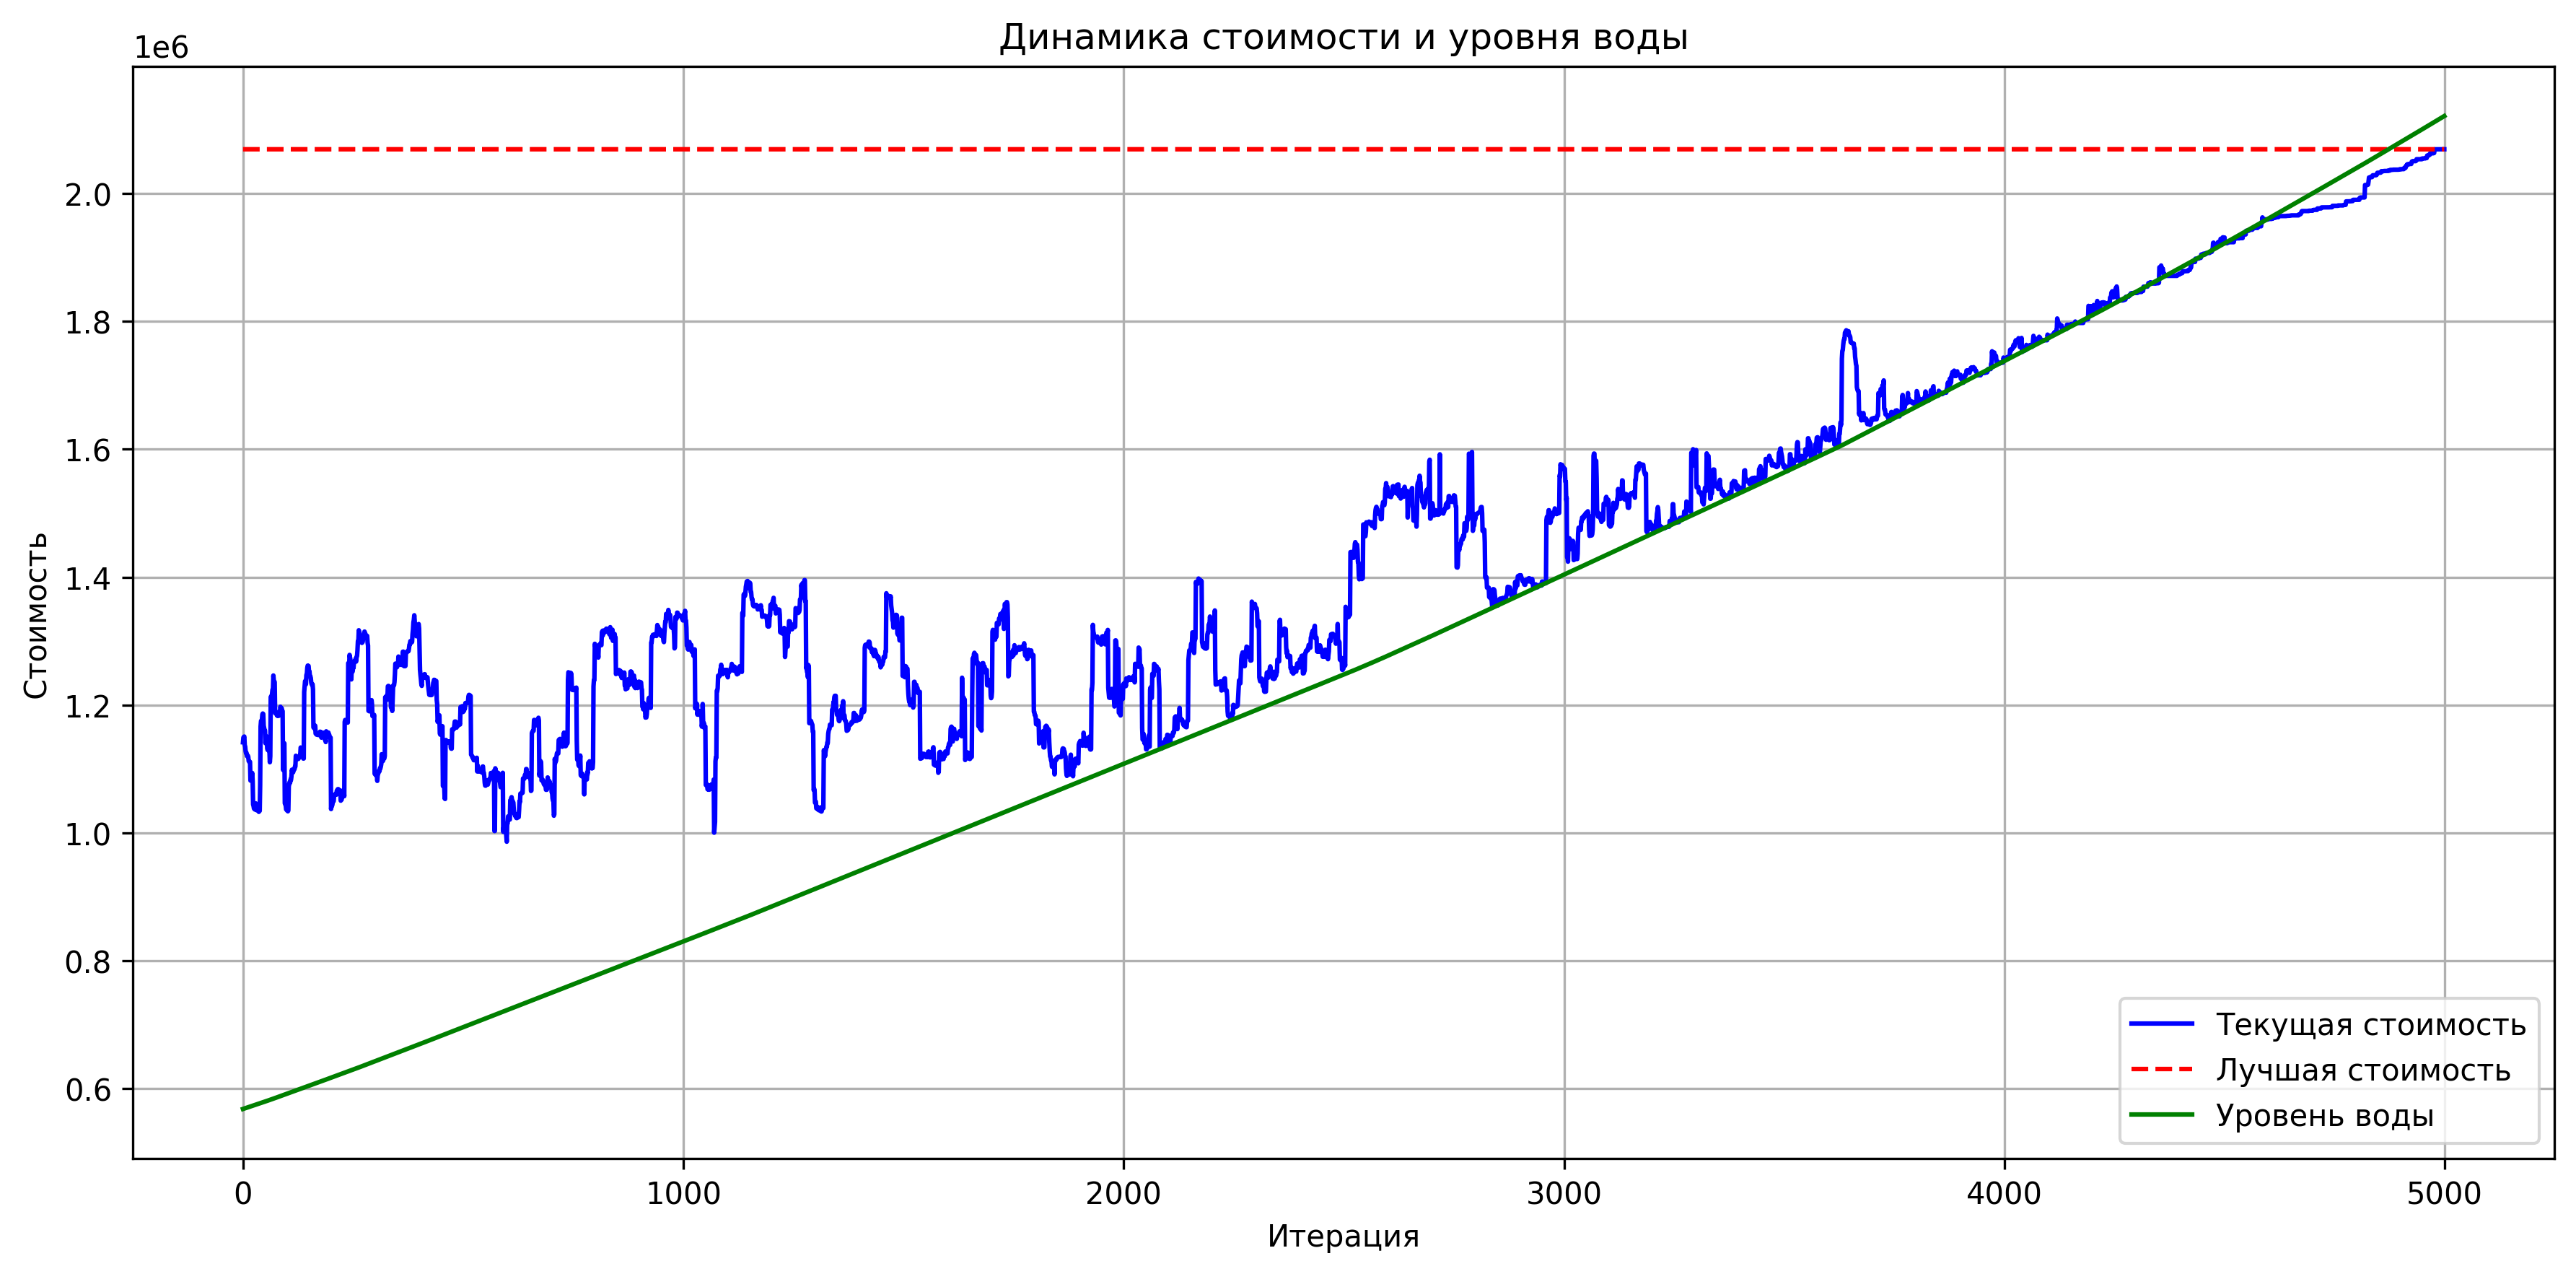 Динамика стоимости и уровня воды
1e6
2.0
1.8
1.6
1.4
1.2
1.0
0.8
0.6
Стоимость
0 1000 2000 3000 4000 5000
Итерация
Текущая стоимость
Лучшая стоимость
Уровень воды